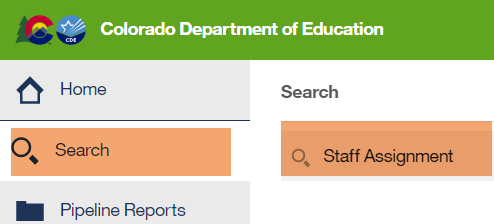 CDE
Colorado Department of Education
Home
Search
Pipeline Reports
Search
Staff Assignment